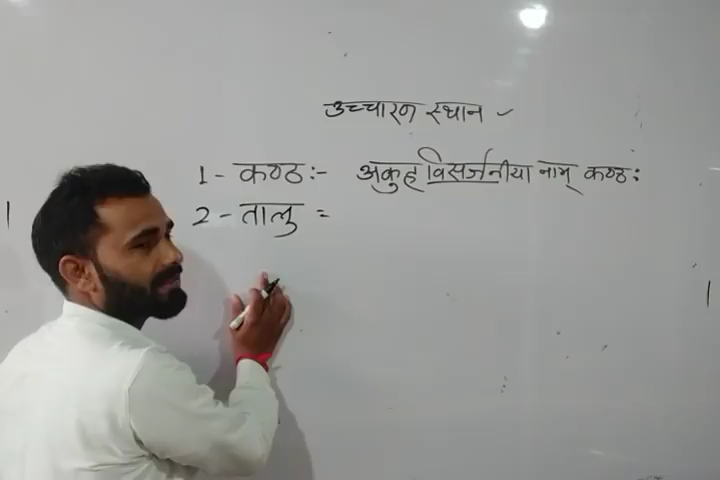 उच्चारण स्थान -
1 - कण्ठ :- अकुह विसर्जनीया नाम् कण्ठ :
2 - तालु =